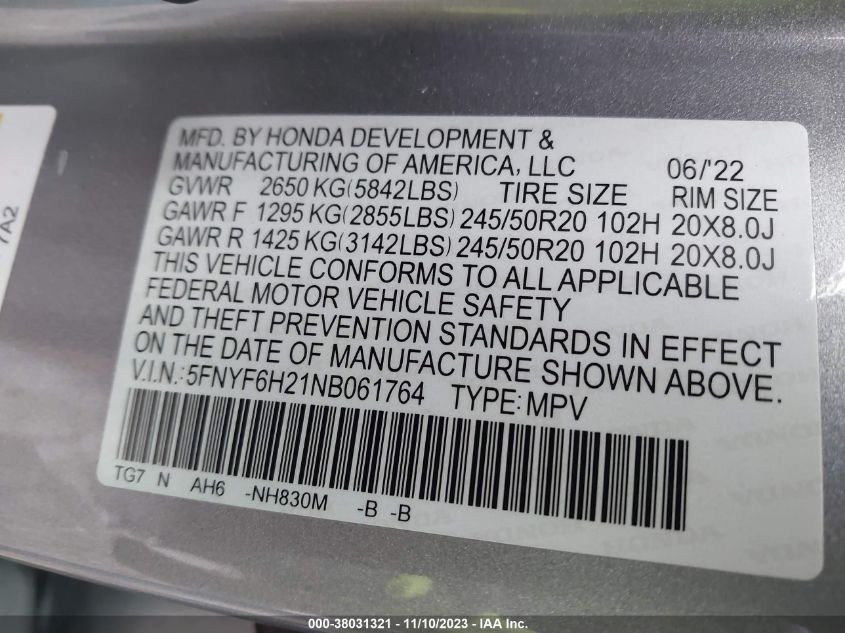 MFD. BY HONDA DEVELOPMENT &
MANUFACTURING OF AMERICA, LLC 06/'22
GVWR 2650 KG(5842LBS) TIRE SIZE RIM SIZE
GAWR F 1295 KG(2855LBS) 245/50R20 102H 20X8.0J
GAWR R 1425 KG(3142LBS) 245/50R20 102H 20X8.0J
THIS VEHICLE CONFORMS TO ALL APPLICABLE
FEDERAL MOTOR VEHICLE SAFETY
AND THEFT PREVENTION STANDARDS IN EFFECT
ON THE DATE OF MANUFACTURE SHOWN ABOVE.
V.I.N.:5FNYF6H21NB061764 TYPE:MPV
TG7 N AH6 -NH830M -B -B
000-38031321 - 11/10/2023 - IAA Inc.